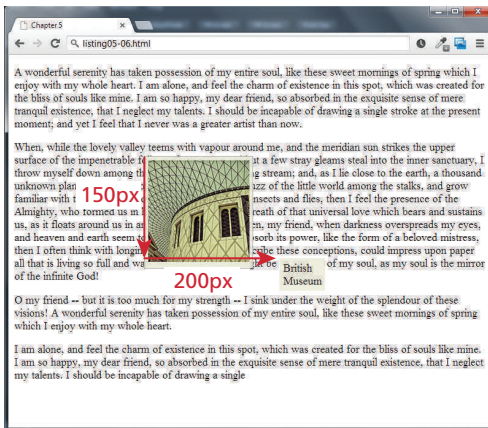 Chapter 5
listing05-06.html
A wonderful serenity has taken possession of my entire soul, like these sweet mornings of spring which I
enjoy with my whole heart. I am alone, and feel the charm of existence in this spot, which was created for
the bliss of souls like mine. I am so happy, my dear friend, so absorbed in the exquisite sense of mere
tranquil existence, that I neglect my talents. I should be incapable of drawing a single stroke at the present
moment; and yet I feel that I never was a greater artist than now.
When, while the lovely valley teems with vapour around me, and the meridian sun strikes the upper
surface of the impenetrable a few stray gleams steal into the inner sanctuary, I
throw myself down among stream; and, as I lie close to the earth, a thousand
unknown of the little world among the stalks, and grow
150px
familiar with and flies, then I feel the presence of the
Almighty, who formed us in of that universal love which bears and sustains
us, as it floats around us in my friend, when darkness overspreads my eyes,
and heaven and earth seem its power, like the form of a beloved mistress,
then I often think with these conceptions, could impress upon paper
all that is living so full and be of my soul, as my soul is the mirror
of the infinite God!
200px
British
Museum
O my friend -- but it is too much for my strength -- I sink under the weight of the splendour of these
visions! A wonderful serenity has taken possession of my entire soul, like these sweet mornings of spring
which I enjoy with my whole heart.
I am alone, and feel the charm of existence in this spot, which was created for the bliss of souls like mine.
I am so happy, my dear friend, so absorbed in the exquisite sense of mere tranquil existence, that I neglect
my talents. I should be incapable of drawing a single